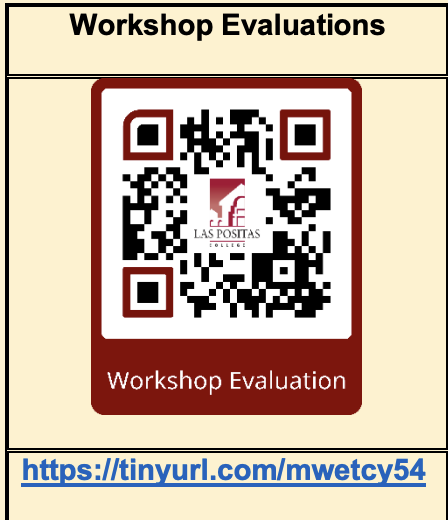 Workshop Evaluations
LAS POSITAS
COLLEGE
Workshop Evaluation
https://tinyurl.com/mwetcy54